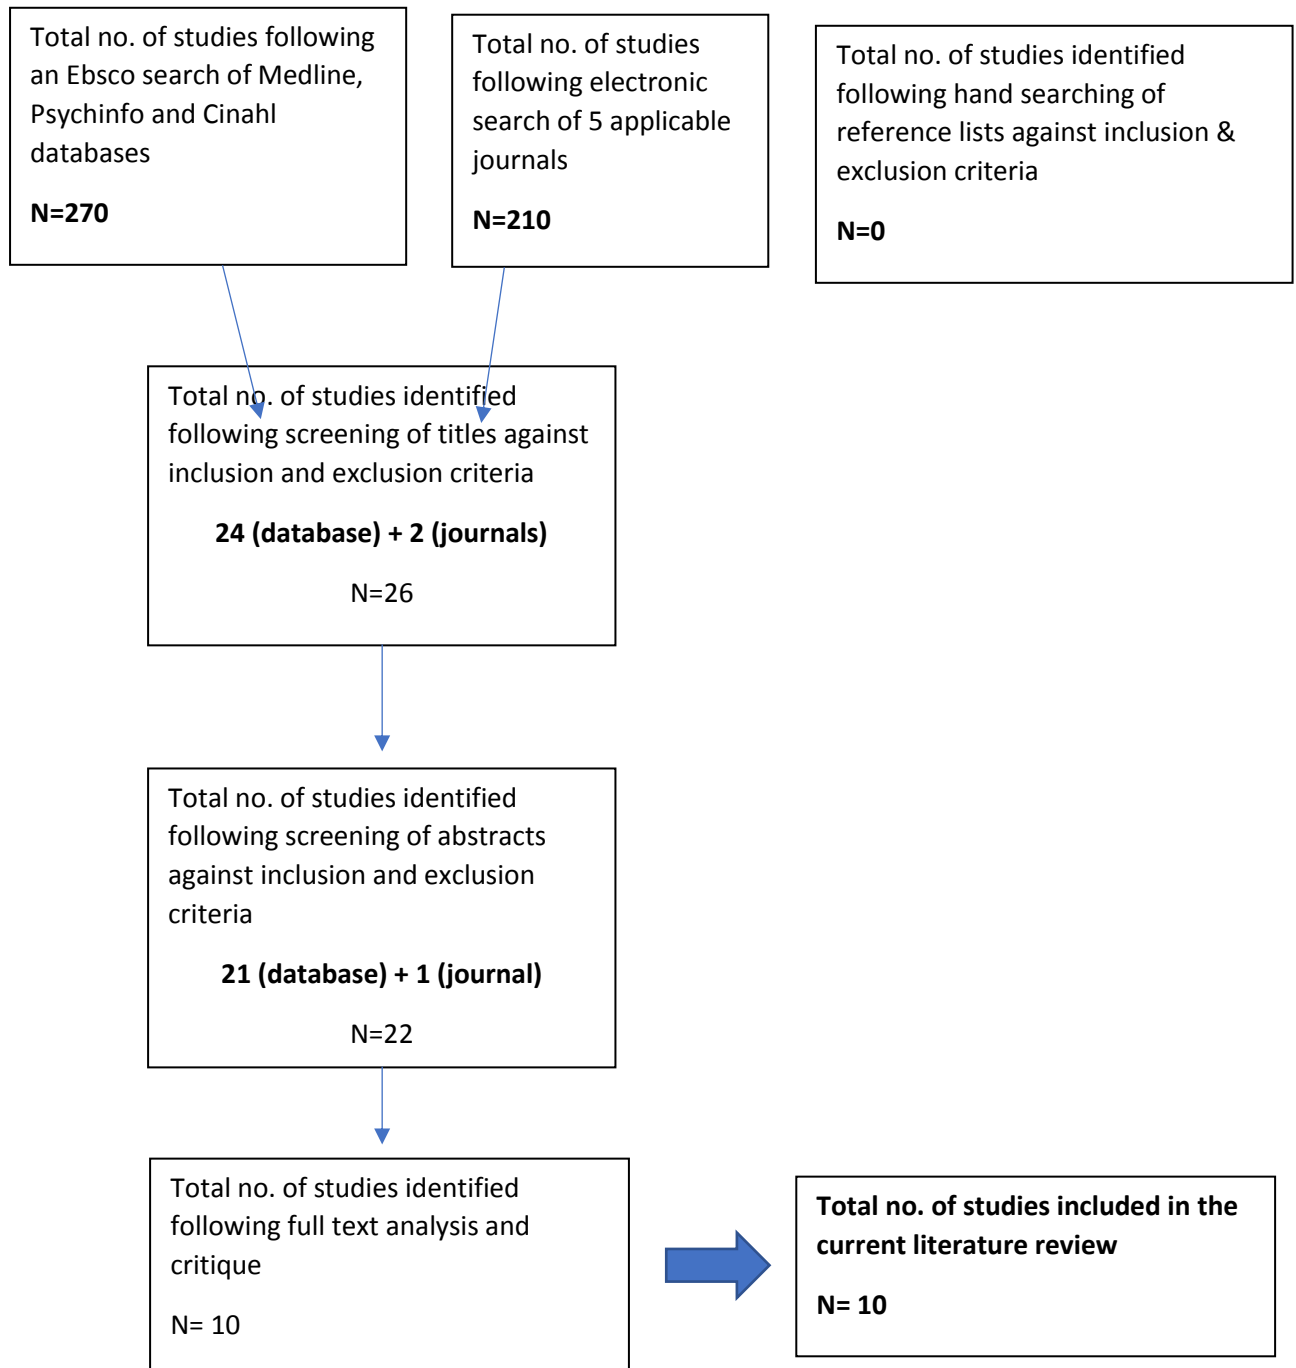 Total no. of studies following
an Ebsco search of Medline,
Psychinfo and Cinahl
databases
N=270
Total no. of studies
following electronic
search of 5 applicable
journals
N=210
Total no. of studies identified
following hand searching of
reference lists against inclusion &
exclusion criteria
N=0
Total no. of studies identified
following screening of titles against
inclusion and exclusion criteria
24 (database) + 2 (journals)
N=26
Total no. of studies identified
following screening of abstracts
against inclusion and exclusion
criteria
21 (database) + 1 (journal)
N=22
Total no. of studies identified
following full text analysis and
critique
N= 10
Total no. of studies included in the
current literature review
N= 10